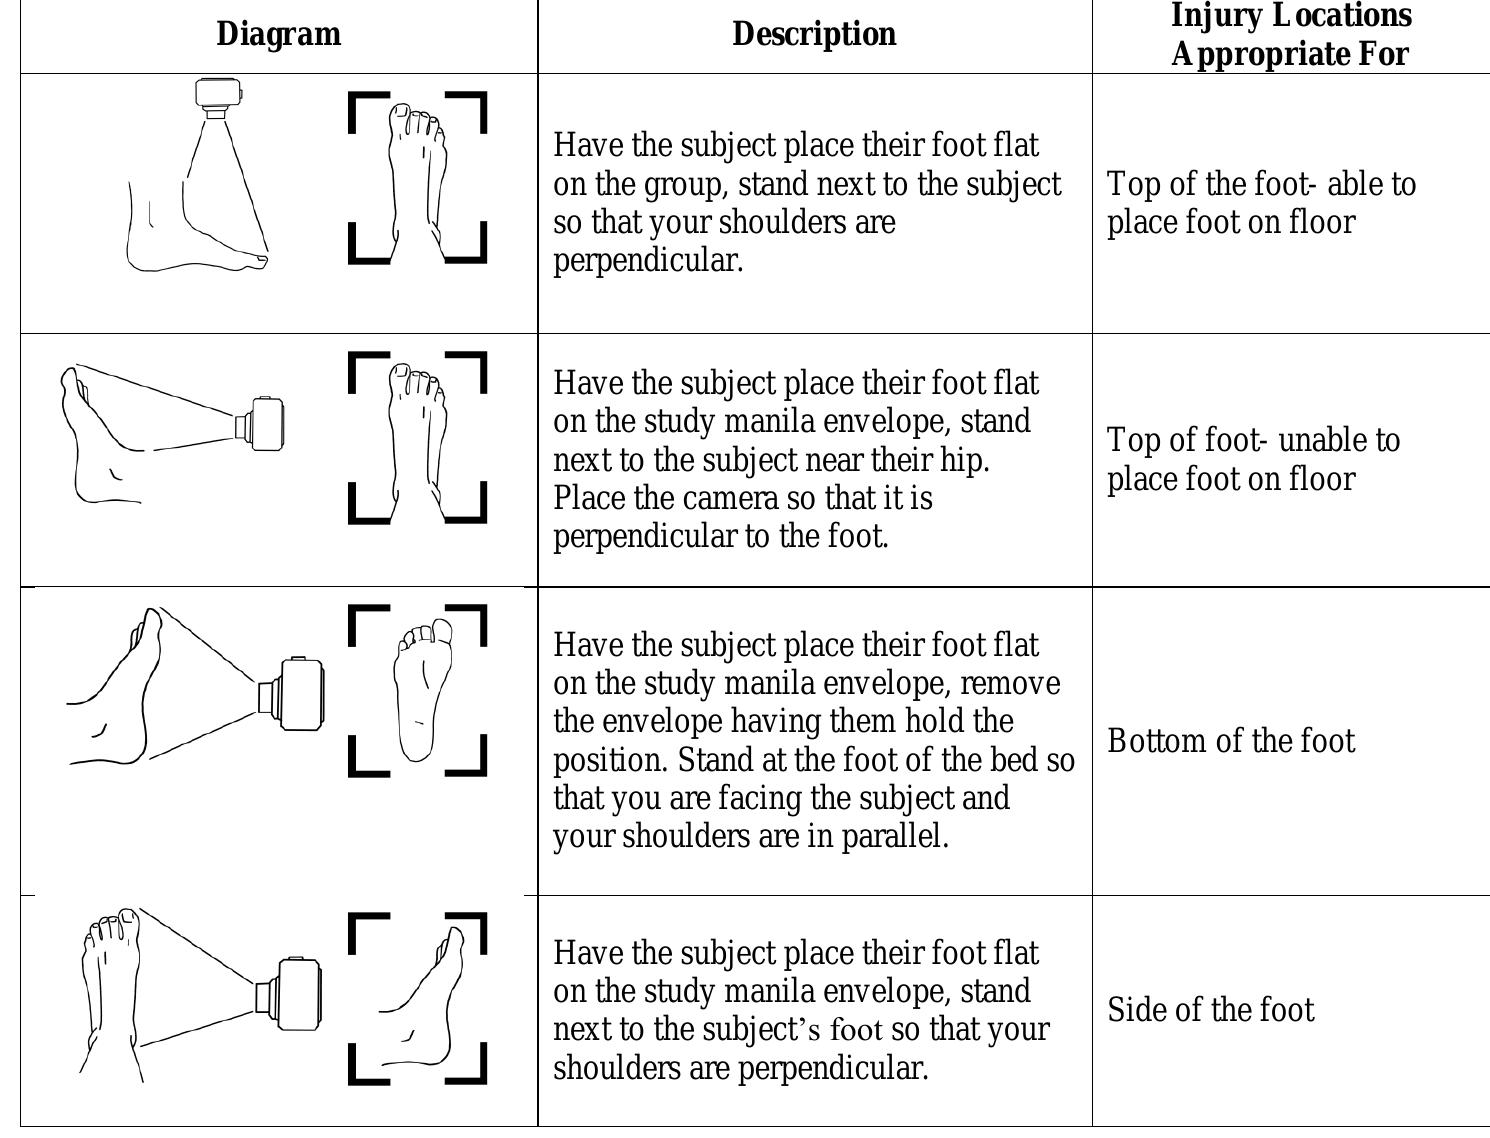 Diagram
Description
Injury Locations
Appropriate For
Have the subject place their foot flat
on the group, stand next to the subject
so that your shoulders are
perpendicular.
Top of the foot- able to
place foot on floor
Have the subject place their foot flat
on the study manila envelope, stand
next to the subject near their hip.
Place the camera so that it is
perpendicular to the foot.
Top of foot- unable to
place foot on floor
Have the subject place their foot flat
on the study manila envelope, remove
the envelope having them hold the
position. Stand at the foot of the bed so
that you are facing the subject and
your shoulders are in parallel.
Bottom of the foot
Have the subject place their foot flat
on the study manila envelope, stand
next to the subject’s foot so that your
shoulders are perpendicular.
Side of the foot